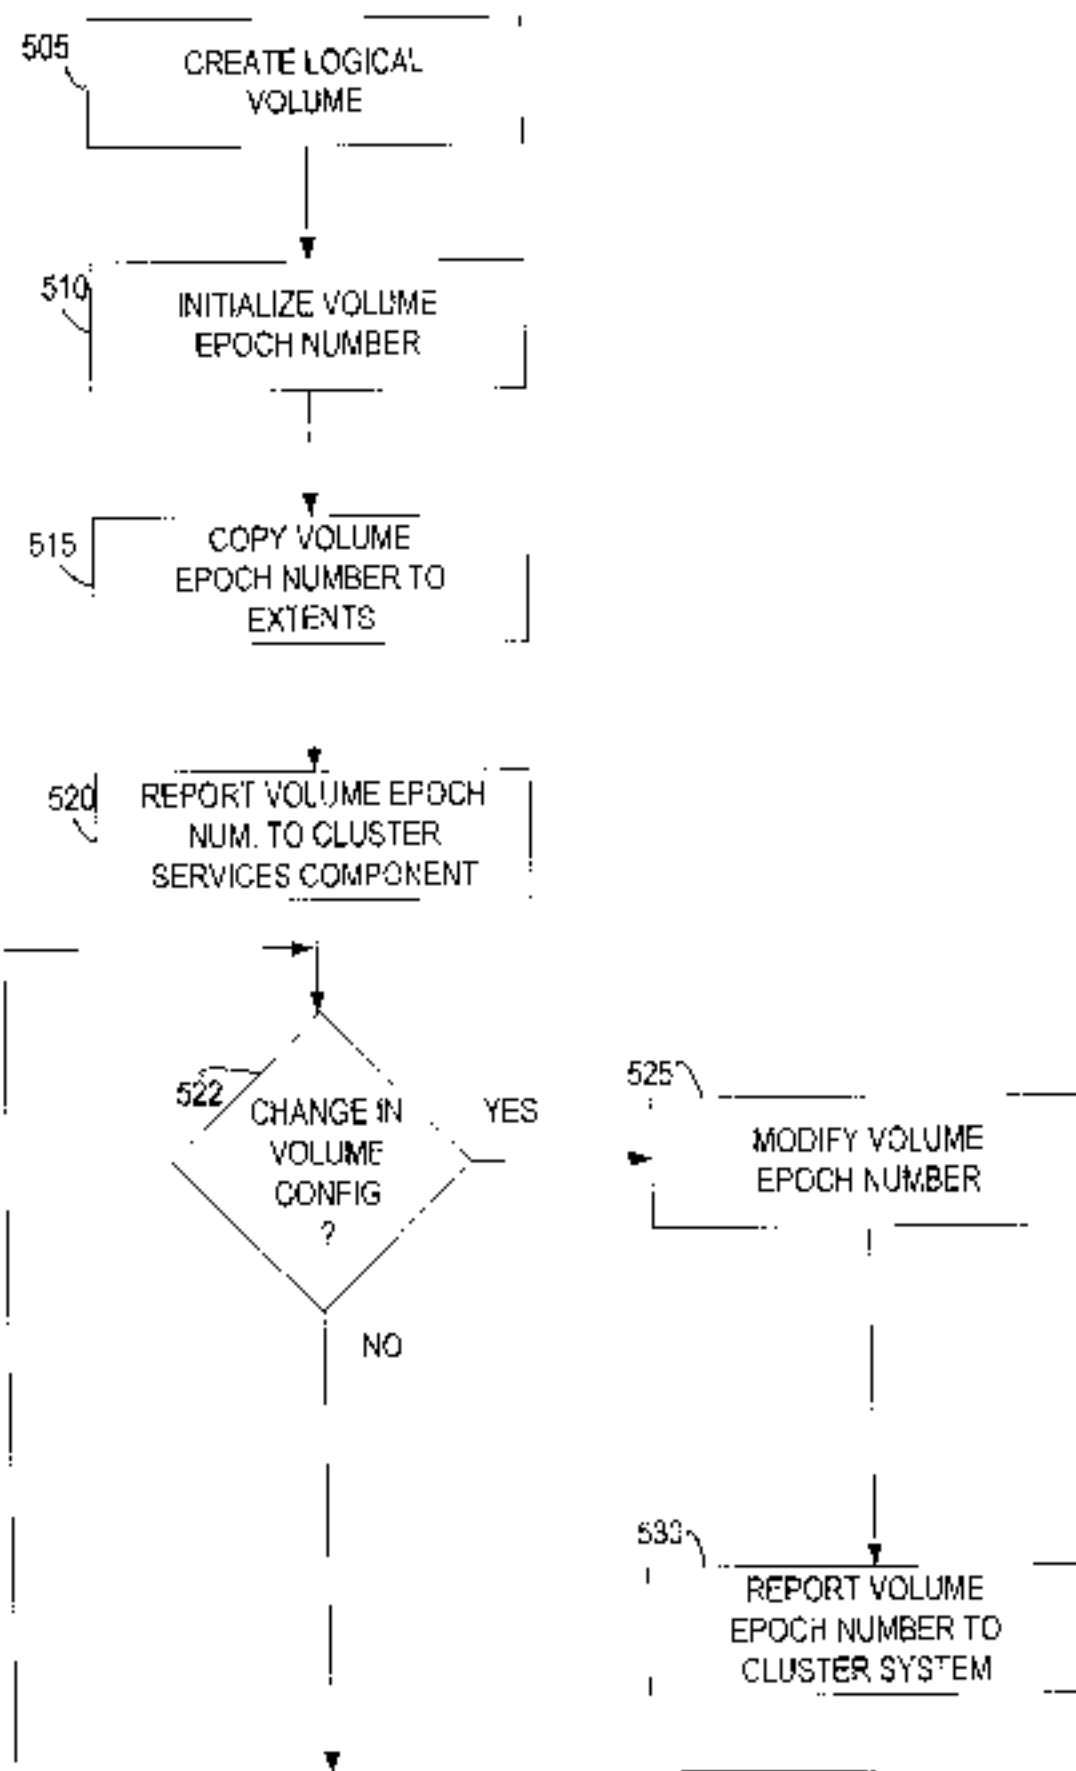 505
CREATE LOGICAL
VOLUME
510
INITIALIZE VOLUME
EPOCH NUMBER
515
COPY VOLUME
EPOCH NUMBER TO
EXTENTS
520
REPORT VOLUME EPOCH
NUM. TO CLUSTER
SERVICES COMPONENT
522
CHANGE IN
VOLUME
CONFIG
?
YES
NO
525
MODIFY VOLUME
EPOCH NUMBER
530
REPORT VOLUME
EPOCH NUMBER TO
CLUSTER SYSTEM